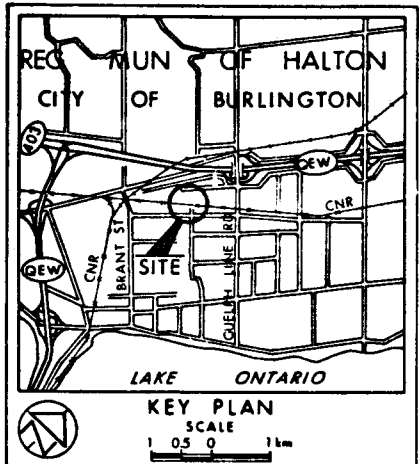 REG MUN OF HALTON
CITY OF BURLINGTON
403
QEW
CNR
QEW
CNR
BRANT ST
SITE
GUELPH LINE RD
LAKE ONTARIO
KEY PLAN
SCALE
1 0.5 0 1 km